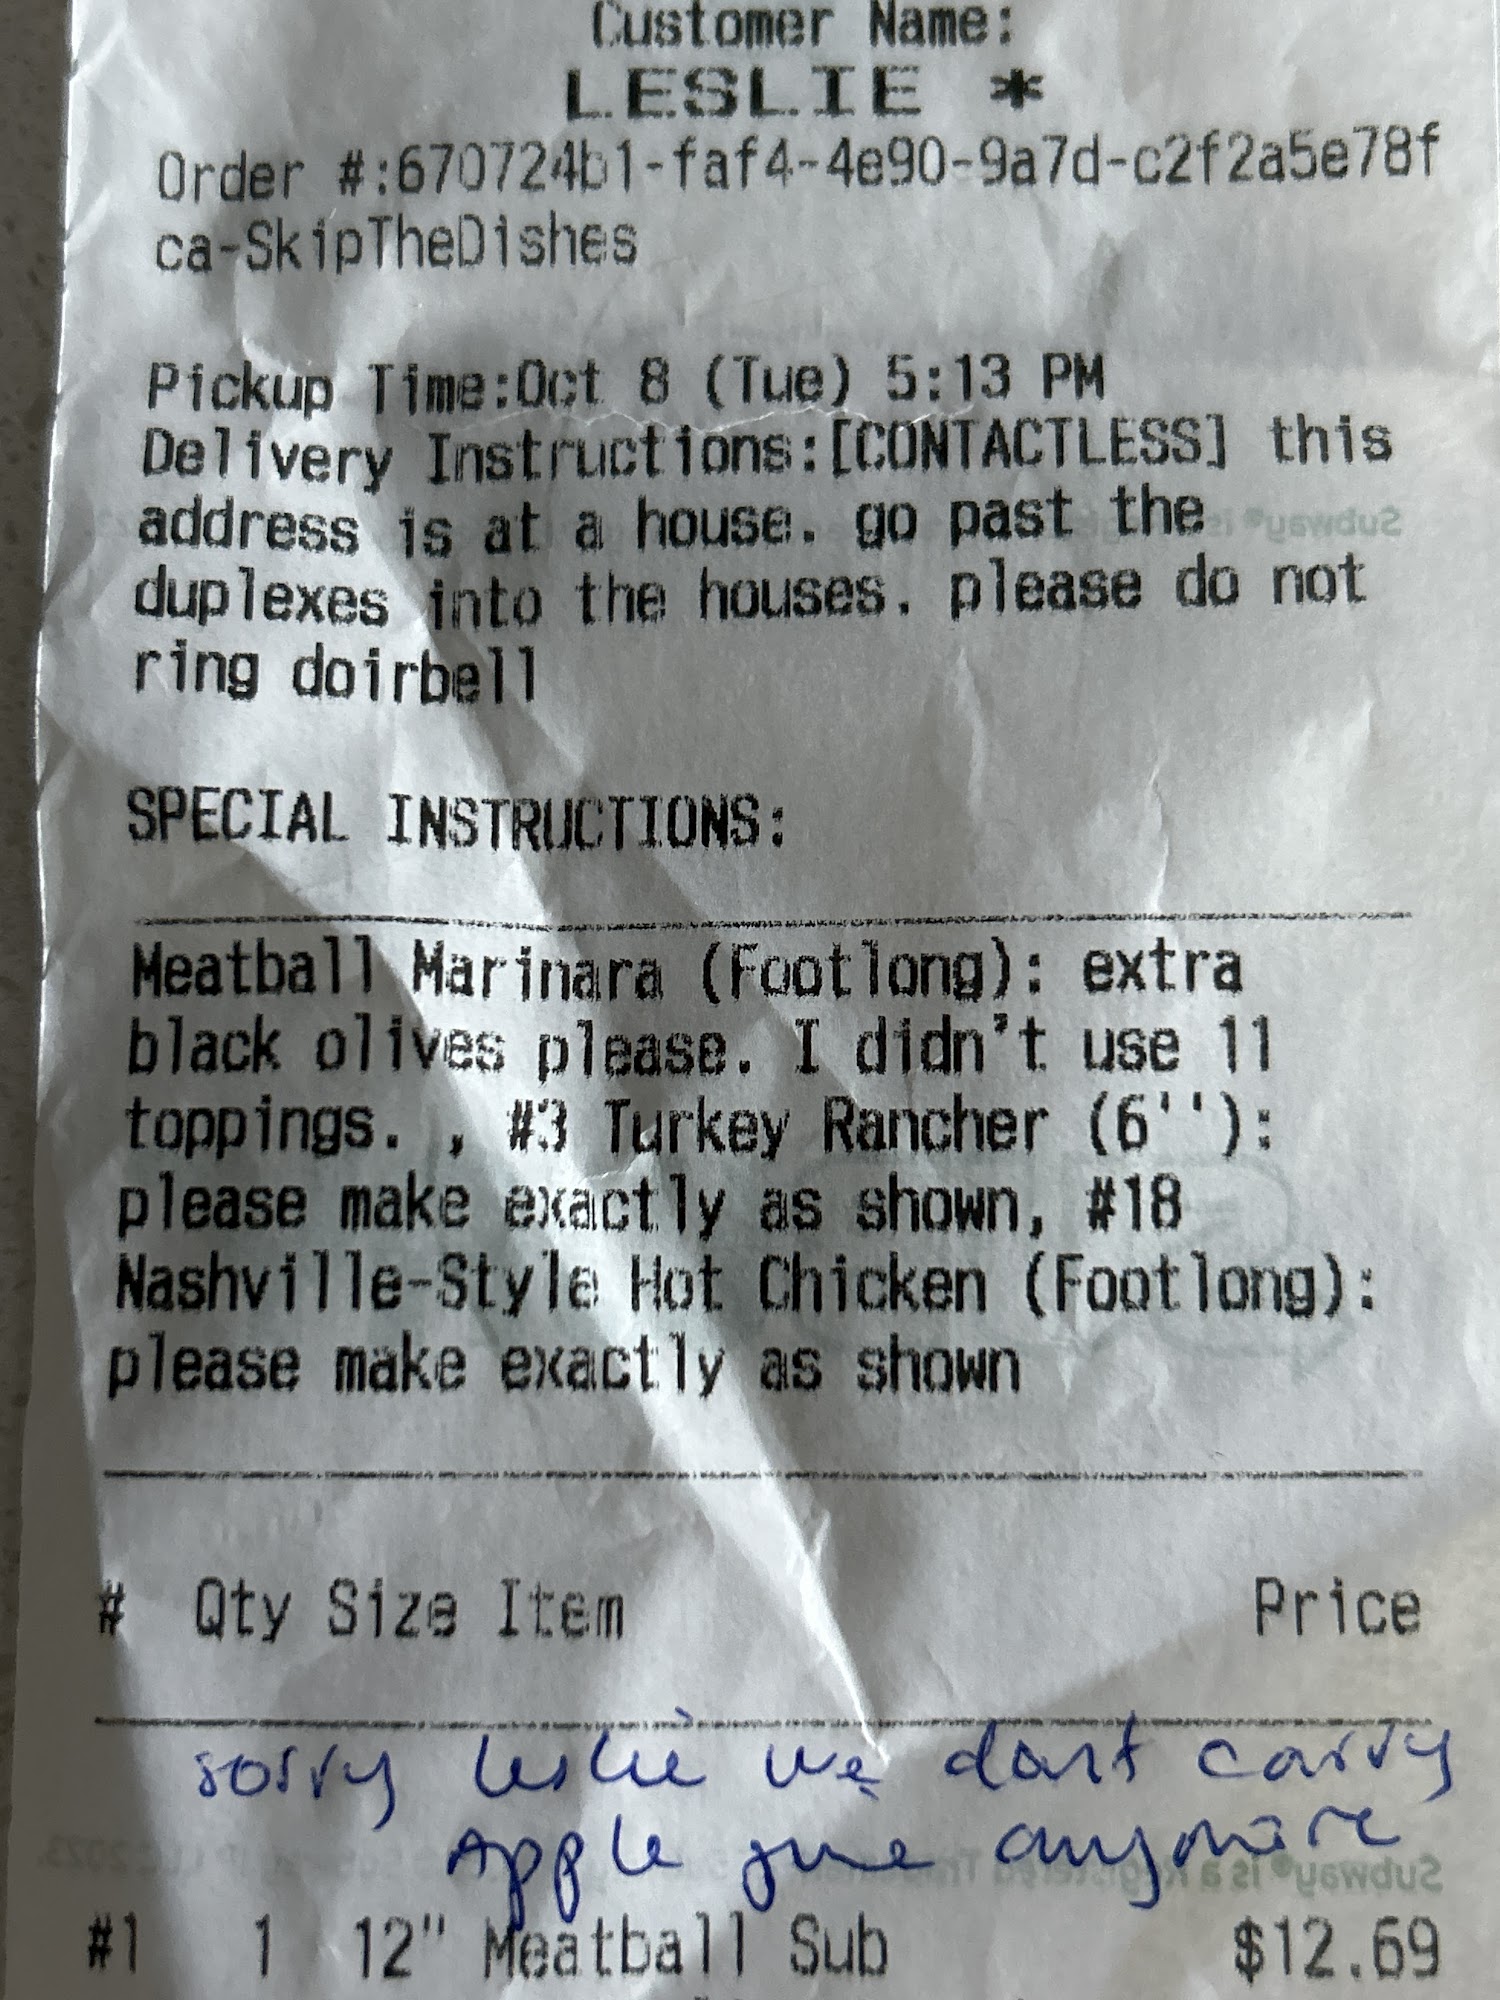 Customer Name:
LESLIE *
Order #:670724b1-faf4-4e90-9a7d-c2f2a5e78f
ca-SkipTheDishes
Pickup Time:Oct 8 (Tue) 5:13 PM
Delivery Instructions:[CONTACTLESS] this
address is at a house. go past the
duplexes into the houses. please do not
ring doirbell
SPECIAL INSTRUCTIONS:
Meatball Marinara (Footlong): extra
black olives please. I didn't use 11
toppings. , #3 Turkey Rancher (6''):
please make exactly as shown, #18
Nashville-Style Hot Chicken (Footlong):
please make exactly as shown
# Qty Size Item Price
sorry leslie we dont carry
Apple anymore
#1 1 12" Meatball Sub $12.69